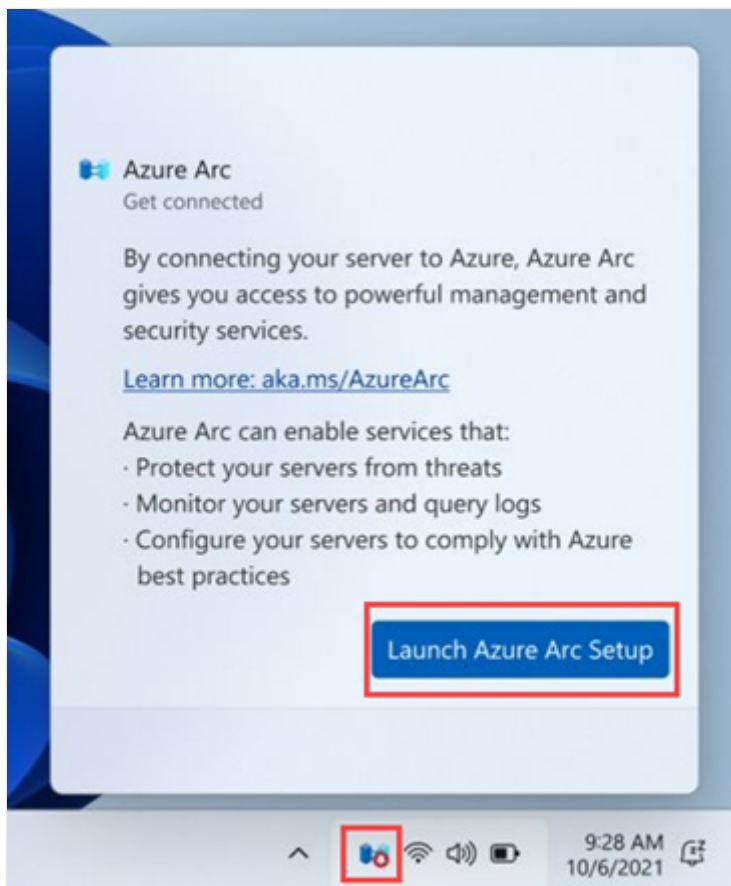 Azure Arc
Get connected
By connecting your server to Azure, Azure Arc
gives you access to powerful management and
security services.
Learn more: aka.ms/AzureArc
Azure Arc can enable services that:
· Protect your servers from threats
· Monitor your servers and query logs
· Configure your servers to comply with Azure
best practices
Launch Azure Arc Setup
9:28 AM
10/6/2021